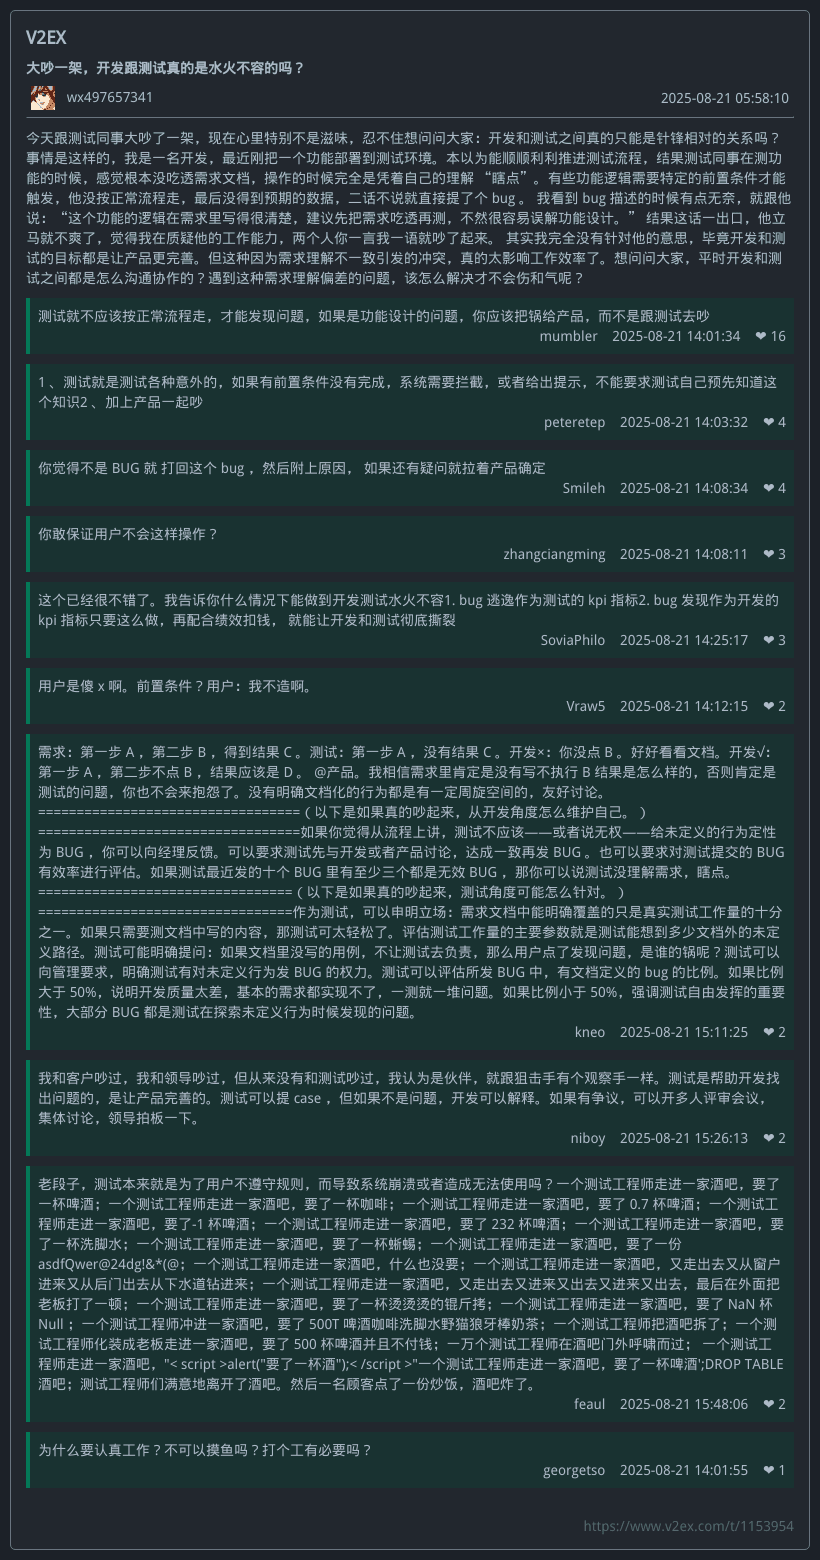 V2EX
大吵一架，开发跟测试真的是水火不容的吗？
wx497657341
2025-08-21 05:58:10
今天跟测试同事大吵了一架，现在心里特别不是滋味，忍不住想问问大家：开发和测试之间真的只能是针锋相对的关系吗？
事情是这样的，我是一名开发，最近刚把一个功能部署到测试环境。本以为能顺顺利利推进测试流程，结果测试同事在测功
能的时候，感觉根本没吃透需求文档，操作的时候完全是凭着自己的理解 “瞎点”。有些功能逻辑需要特定的前置条件才能
触发，他没按正常流程走，最后没得到预期的数据，二话不说就直接提了个 bug 。 我看到 bug 描述的时候有点无奈，就跟他
说：“这个功能的逻辑在需求里写得很清楚，建议先把需求吃透再测，不然很容易误解功能设计。” 结果这话一出口，他立
马就不爽了，觉得我在质疑他的工作能力，两个人你一言我一语就吵了起来。 其实我完全没有针对他的意思，毕竟开发和测
试的目标都是让产品更完善。但这种因为需求理解不一致引发的冲突，真的太影响工作效率了。想问问大家，平时开发和测
试之间都是怎么沟通协作的？遇到这种需求理解偏差的问题，该怎么解决才不会伤和气呢？
测试就不应该按正常流程走，才能发现问题，如果是功能设计的问题，你应该把锅给产品，而不是跟测试去吵
mumbler 2025-08-21 14:01:34 ❤ 16
1 、测试就是测试各种意外的，如果有前置条件没有完成，系统需要拦截，或者给出提示，不能要求测试自己预先知道这
个知识2 、加上产品一起吵
peteretep 2025-08-21 14:03:32 ❤ 4
你觉得不是 BUG 就 打回这个 bug ，然后附上原因， 如果还有疑问就拉着产品确定
Smileh 2025-08-21 14:08:34 ❤ 4
你敢保证用户不会这样操作？
zhangciangming 2025-08-21 14:08:11 ❤ 3
这个已经很不错了。我告诉你什么情况下能做到开发测试水火不容1. bug 逃逸作为测试的 kpi 指标2. bug 发现作为开发的
kpi 指标只要这么做，再配合绩效扣钱， 就能让开发和测试彻底撕裂
SoviaPhilo 2025-08-21 14:25:17 ❤ 3
用户是傻 x 啊。前置条件？用户：我不造啊。
Vraw5 2025-08-21 14:12:15 ❤ 2
需求：第一步 A ，第二步 B ，得到结果 C 。测试：第一步 A ，没有结果 C 。开发×：你没点 B 。好好看看文档。开发√：
第一步 A ，第二步不点 B ，结果应该是 D 。 @产品。我相信需求里肯定是没有写不执行 B 结果是怎么样的，否则肯定是
测试的问题，你也不会来抱怨了。没有明确文档化的行为都是有一定周旋空间的，友好讨论。
==================================（以下是如果真的吵起来，从开发角度怎么维护自己。）
==================================如果你觉得从流程上讲，测试不应该——或者说无权——给未定义的行为定性
为 BUG ，你可以向经理反馈。可以要求测试先与开发或者产品讨论，达成一致再发 BUG 。也可以要求对测试提交的 BUG
有效率进行评估。如果测试最近发的十个 BUG 里有至少三个都是无效 BUG ，那你可以说测试没理解需求，瞎点。
=================================（以下是如果真的吵起来，测试角度可能怎么针对。）
=================================作为测试，可以申明立场：需求文档中能明确覆盖的只是真实测试工作量的十分
之一。如果只需要测文档中写的内容，那测试可太轻松了。评估测试工作量的主要参数就是测试能想到多少文档外的未定
义路径。测试可能明确提问：如果文档里没写的用例，不让测试去负责，那么用户点了发现问题，是谁的锅呢？测试可以
向管理要求，明确测试有对未定义行为发 BUG 的权力。测试可以评估所发 BUG 中，有文档定义的 bug 的比例。如果比例
大于 50%，说明开发质量太差，基本的需求都实现不了，一测就一堆问题。如果比例小于 50%，强调测试自由发挥的重要
性，大部分 BUG 都是测试在探索未定义行为时候发现的问题。
kneo 2025-08-21 15:11:25 ❤ 2
我和客户吵过，我和领导吵过，但从来没有和测试吵过，我认为是伙伴，就跟狙击手有个观察手一样。测试是帮助开发找
出问题的，是让产品完善的。测试可以提 case ，但如果不是问题，开发可以解释。如果有争议，可以开多人评审会议，
集体讨论，领导拍板一下。
niboy 2025-08-21 15:26:13 ❤ 2
老段子，测试本来就是为了用户不遵守规则，而导致系统崩溃或者造成无法使用吗？一个测试工程师走进一家酒吧，要了
一杯啤酒；一个测试工程师走进一家酒吧，要了一杯咖啡；一个测试工程师走进一家酒吧，要了 0.7 杯啤酒；一个测试工
程师走进一家酒吧，要了-1 杯啤酒；一个测试工程师走进一家酒吧，要了 232 杯啤酒；一个测试工程师走进一家酒吧，要
了一杯洗脚水；一个测试工程师走进一家酒吧，要了一杯蜥蜴；一个测试工程师走进一家酒吧，要了一份
asdfQwer@24dg!&*(@；一个测试工程师走进一家酒吧，什么也没要；一个测试工程师走进一家酒吧，又走出去又从窗户
进来又从后门出去从下水道钻进来；一个测试工程师走进一家酒吧，又走出去又进来又出去又进来又出去，最后在外面把
老板打了一顿；一个测试工程师走进一家酒吧，要了一杯烫烫烫的锟斤拷；一个测试工程师走进一家酒吧，要了 NaN 杯
Null ；一个测试工程师冲进一家酒吧，要了 500T 啤酒咖啡洗脚水野猫狼牙棒奶茶；一个测试工程师把酒吧拆了；一个测
试工程师化装成老板走进一家酒吧，要了 500 杯啤酒并且不付钱；一万个测试工程师在酒吧门外呼啸而过； 一个测试工
程师走进一家酒吧，"< script >alert("要了一杯酒");< /script >"一个测试工程师走进一家酒吧，要了一杯啤酒';DROP TABLE
酒吧；测试工程师们满意地离开了酒吧。然后一名顾客点了一份炒饭，酒吧炸了。
feaul 2025-08-21 15:48:06 ❤ 2
为什么要认真工作？不可以摸鱼吗？打个工有必要吗？
georgetso 2025-08-21 14:01:55 ❤ 1
https://www.v2ex.com/t/1153954